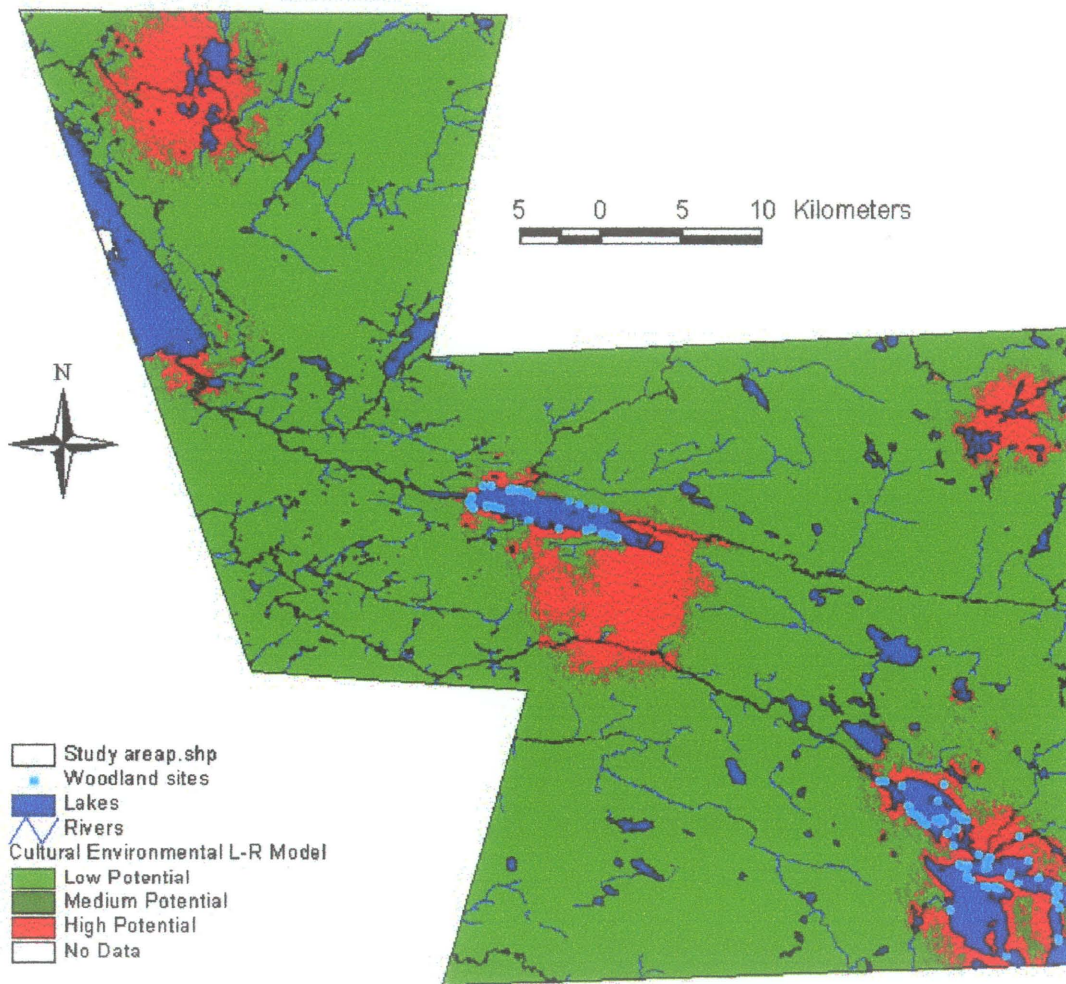 5 0 5 10 Kilometers
N
Study areap.shp
Woodland sites
Lakes
Rivers
Cultural Environmental L-R Model
Low Potential
Medium Potential
High Potential
No Data